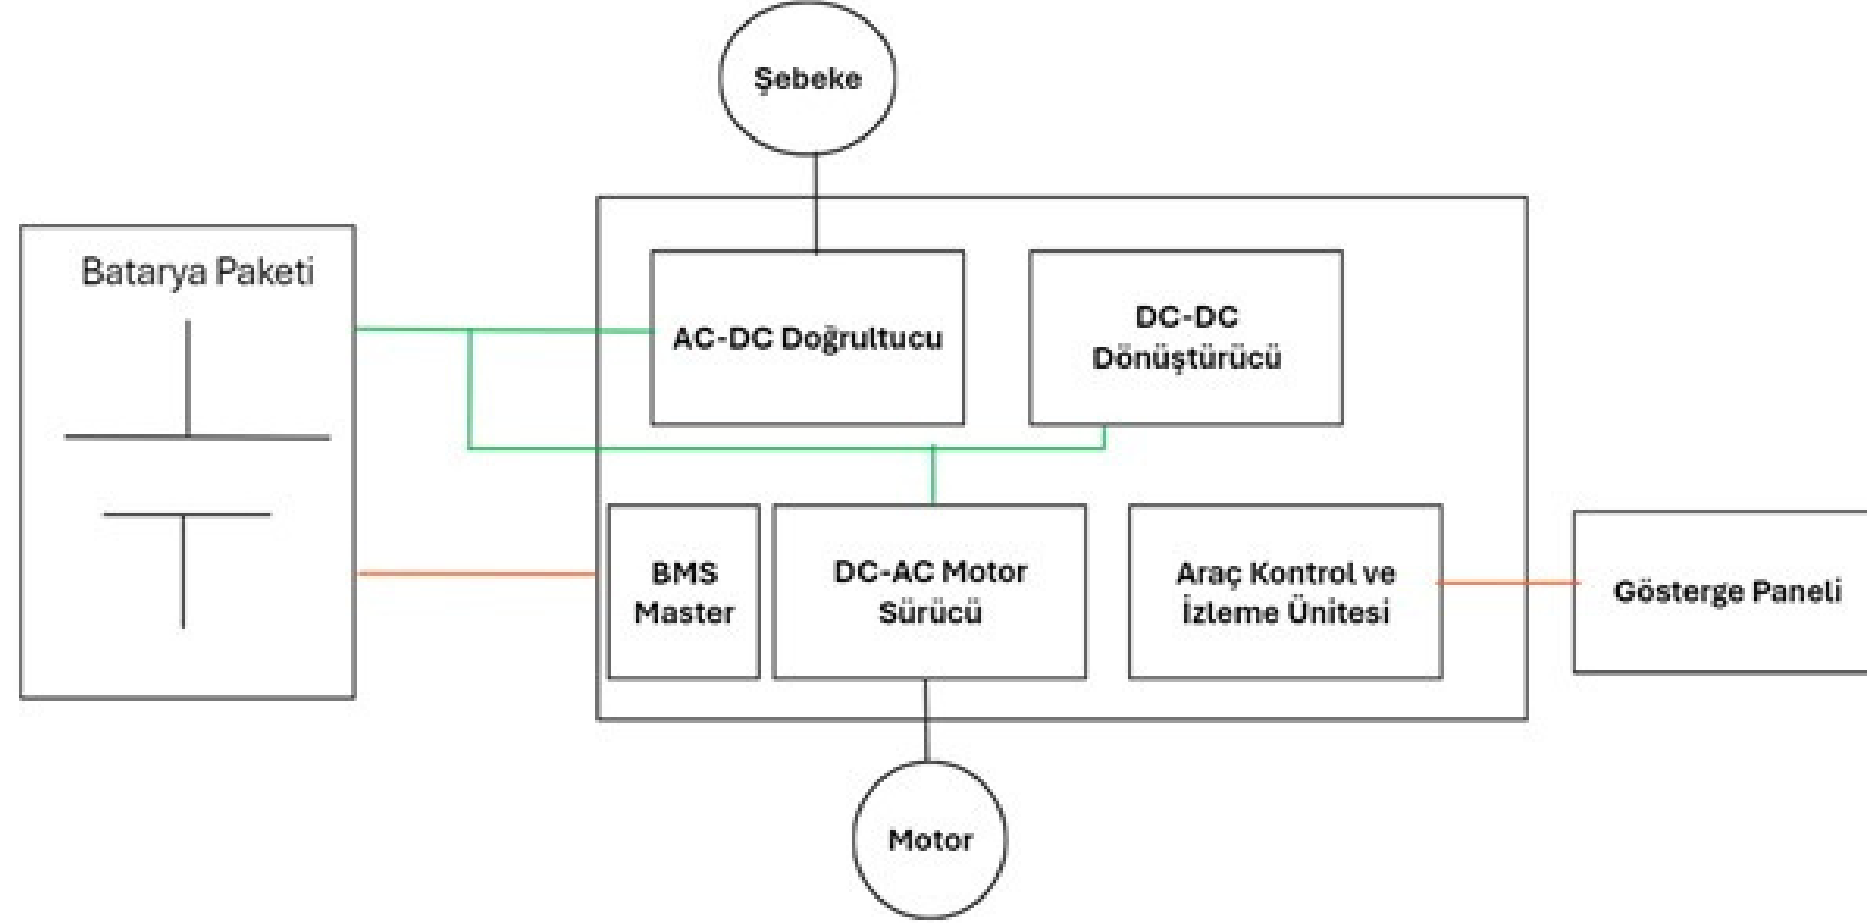 Şebeke
Batarya Paketi
AC-DC Doğrultucu
DC-DC
Dönüştürücü
BMS
Master
DC-AC Motor
Sürücü
Araç Kontrol ve
İzleme Ünitesi
Gösterge Paneli
Motor